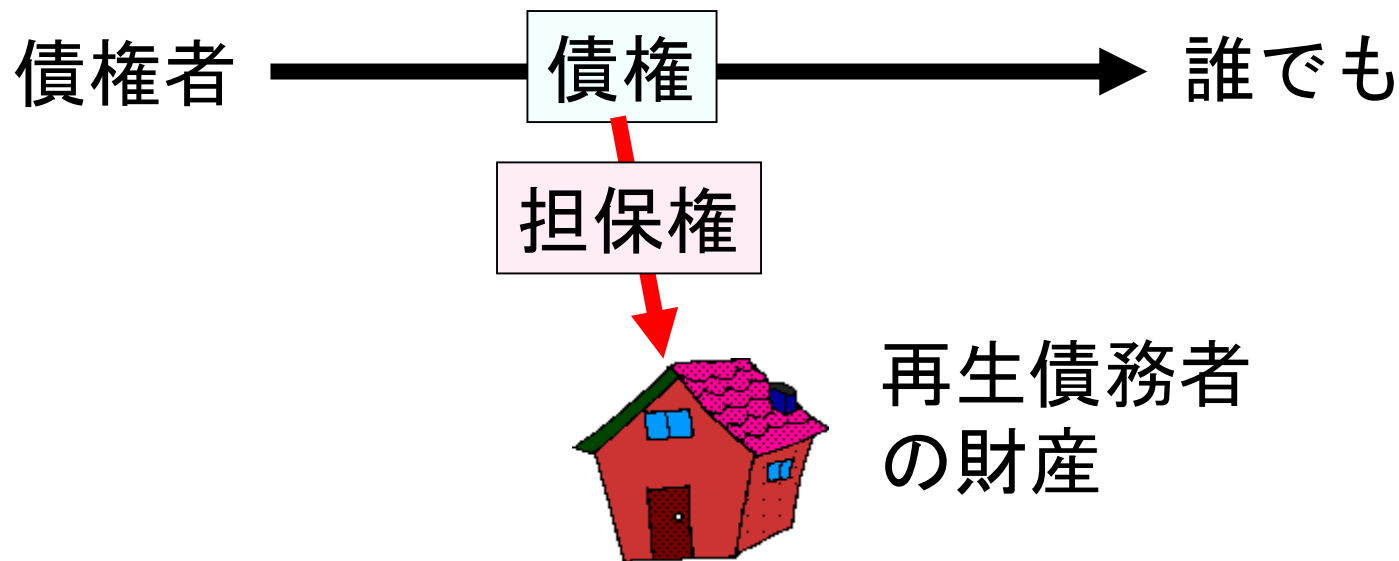 債権者
債権
誰でも
担保権
再生債務者
の財産